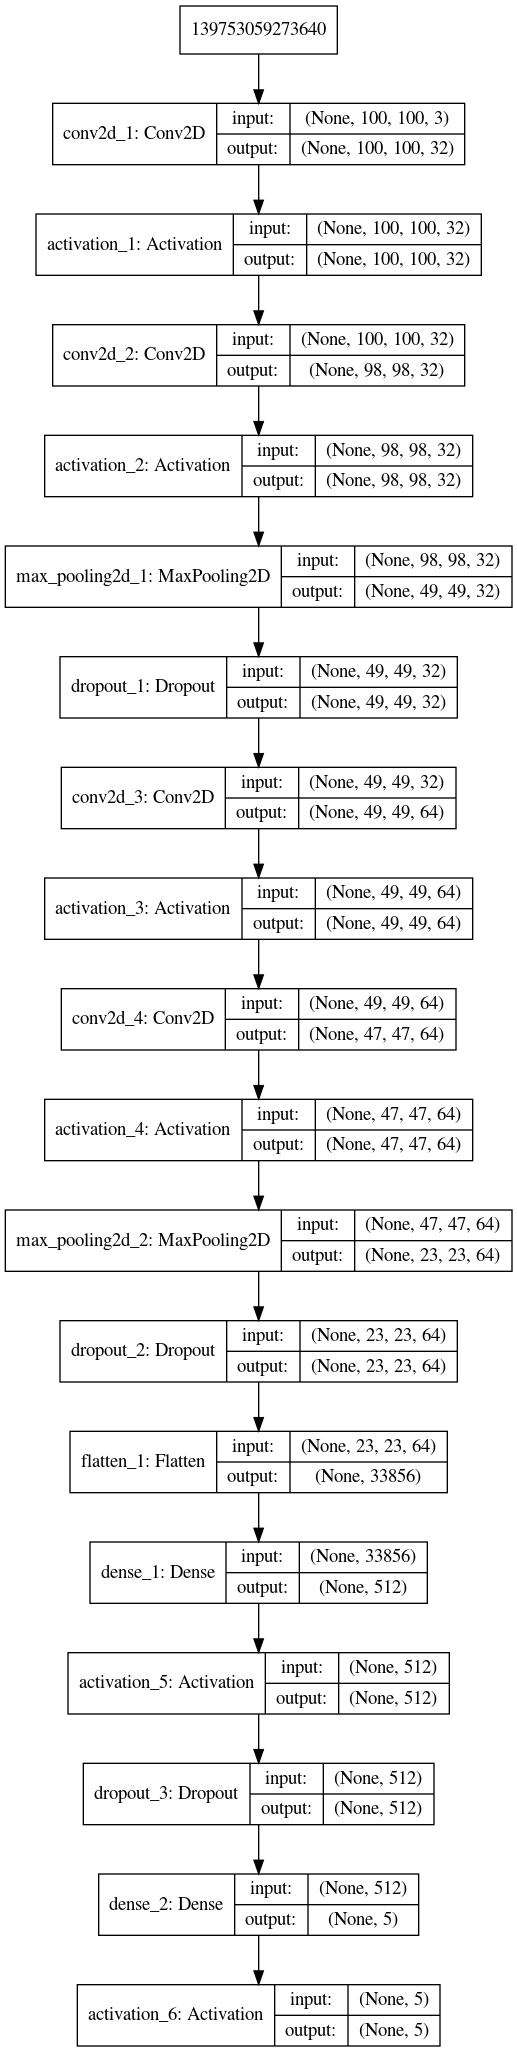 139753059273640
conv2d_1: Conv2D
input:
(None, 100, 100, 3)
output:
(None, 100, 100, 32)
activation_1: Activation
input:
(None, 100, 100, 32)
output:
(None, 100, 100, 32)
conv2d_2: Conv2D
input:
(None, 100, 100, 32)
output:
(None, 98, 98, 32)
activation_2: Activation
input:
(None, 98, 98, 32)
output:
(None, 98, 98, 32)
max_pooling2d_1: MaxPooling2D
input:
(None, 98, 98, 32)
output:
(None, 49, 49, 32)
dropout_1: Dropout
input:
(None, 49, 49, 32)
output:
(None, 49, 49, 32)
conv2d_3: Conv2D
input:
(None, 49, 49, 32)
output:
(None, 49, 49, 64)
activation_3: Activation
input:
(None, 49, 49, 64)
output:
(None, 49, 49, 64)
conv2d_4: Conv2D
input:
(None, 49, 49, 64)
output:
(None, 47, 47, 64)
activation_4: Activation
input:
(None, 47, 47, 64)
output:
(None, 47, 47, 64)
max_pooling2d_2: MaxPooling2D
input:
(None, 47, 47, 64)
output:
(None, 23, 23, 64)
dropout_2: Dropout
input:
(None, 23, 23, 64)
output:
(None, 23, 23, 64)
flatten_1: Flatten
input:
(None, 23, 23, 64)
output:
(None, 33856)
dense_1: Dense
input:
(None, 33856)
output:
(None, 512)
activation_5: Activation
input:
(None, 512)
output:
(None, 512)
dropout_3: Dropout
input:
(None, 512)
output:
(None, 512)
dense_2: Dense
input:
(None, 512)
output:
(None, 5)
activation_6: Activation
input:
(None, 5)
output:
(None, 5)